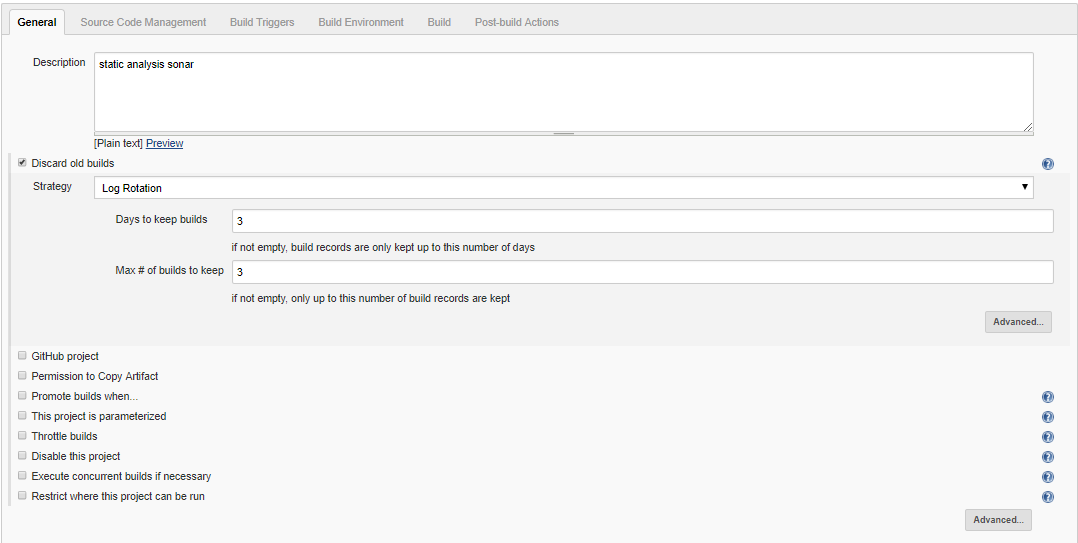 General Source Code Management Build Triggers Build Environment Build Post-build Actions
Description static analysis sonar
[Plain text] Preview
Discard old builds
Strategy Log Rotation
Days to keep builds 3
if not empty, build records are only kept up to this number of days
Max # of builds to keep 3
if not empty, only up to this number of build records are kept
Advanced...
GitHub project
Permission to Copy Artifact
Promote builds when...
This project is parameterized
Throttle builds
Disable this project
Execute concurrent builds if necessary
Restrict where this project can be run
Advanced...